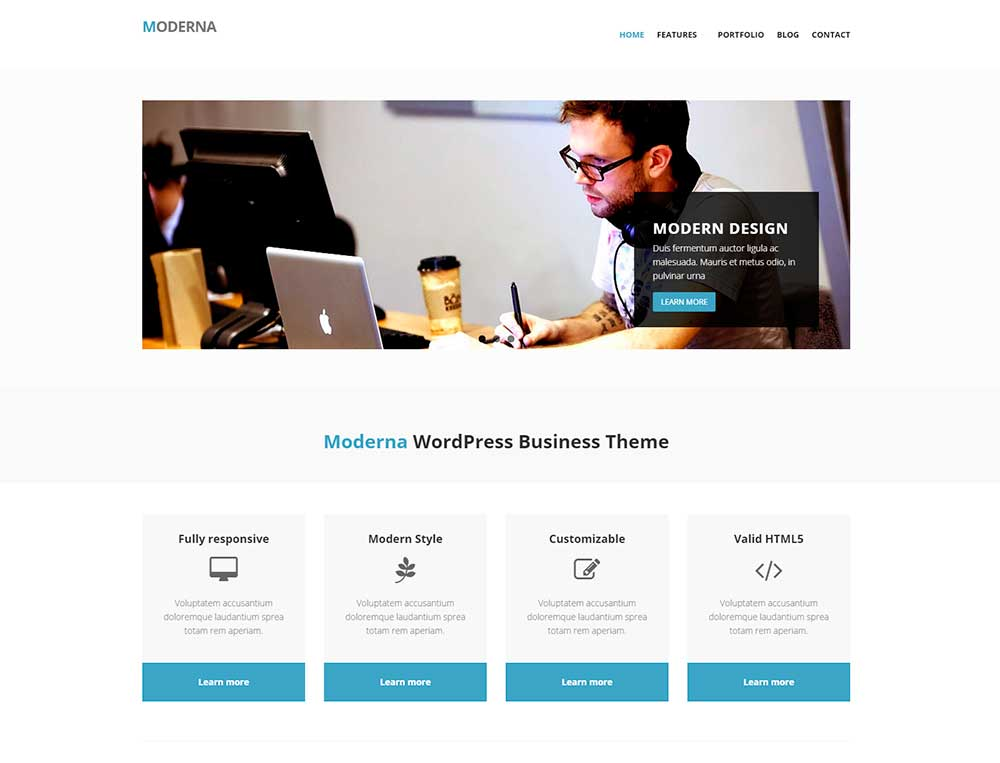 MODERNA
HOME FEATURES PORTFOLIO BLOG CONTACT
MODERN DESIGN
Duis fermentum auctor ligula ac
malesuada. Mauris et metus odio, in
pulvinar urna
LEARN MORE
Moderna WordPress Business Theme
Fully responsive
Voluptatem accusantium
doloremque laudantium sprea
totam rem aperiam.
Learn more
Modern Style
Voluptatem accusantium
doloremque laudantium sprea
totam rem aperiam.
Learn more
Customizable
Voluptatem accusantium
doloremque laudantium sprea
totam rem aperiam.
Learn more
Valid HTML5
Voluptatem accusantium
doloremque laudantium sprea
totam rem aperiam.
Learn more